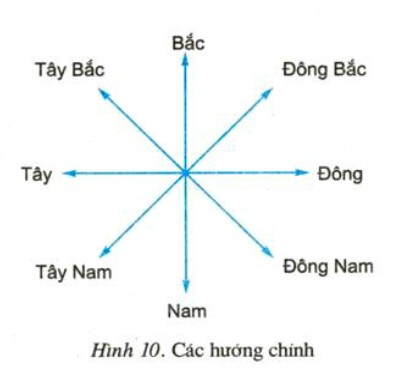 Bắc
Tây Bắc
Đông Bắc
Tây
Đông
Tây Nam
Đông Nam
Nam
Hình 10. Các hướng chính